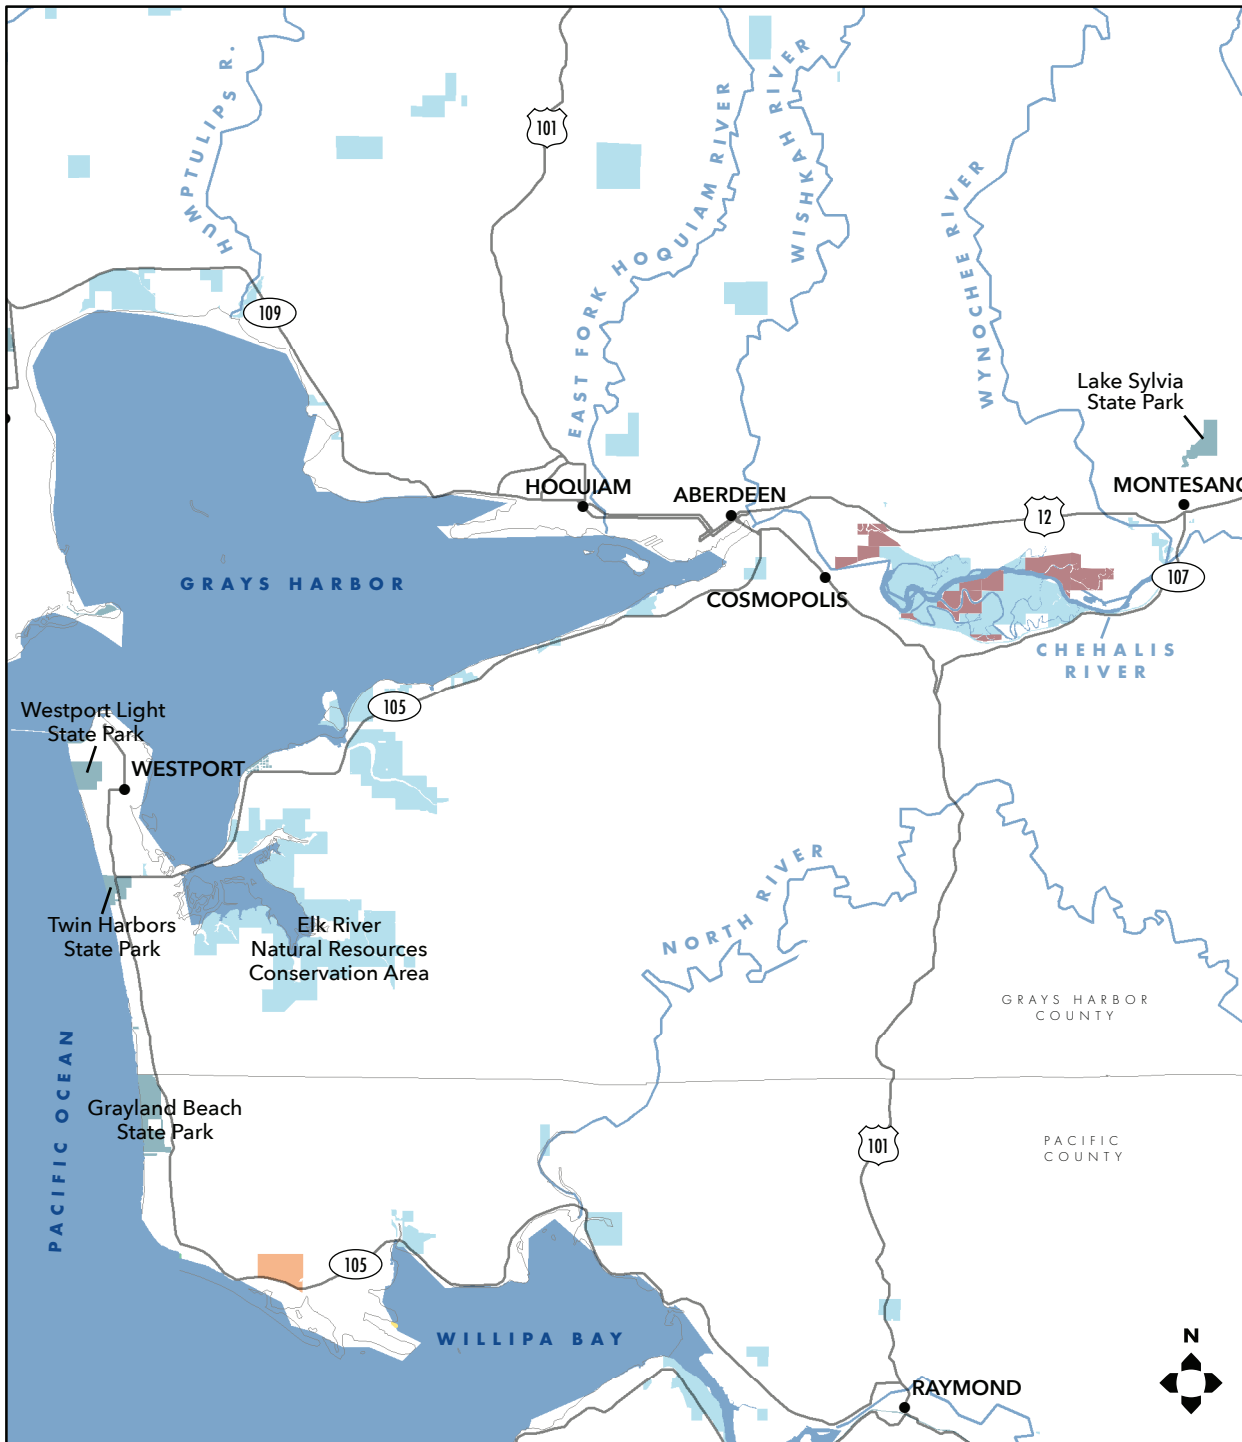 HUMPTULIPS R.
101
EAST FORK HOQUIAM RIVER
WISHKAH RIVER
WYNOCHEE RIVER
109
Lake Sylvia
State Park
HOQUIAM
ABERDEEN
MONTESANO
12
GRAYS HARBOR
107
COSMOPOLIS
CHEHALIS
RIVER
105
Westport Light
State Park
WESTPORT
NORTH RIVER
Twin Harbors
State Park
Elk River
Natural Resources
Conservation Area
GRAYS HARBOR
COUNTY
PACIFIC OCEAN
Grayland Beach
State Park
101
PACIFIC
COUNTY
105
WILLIPA BAY
N
RAYMOND